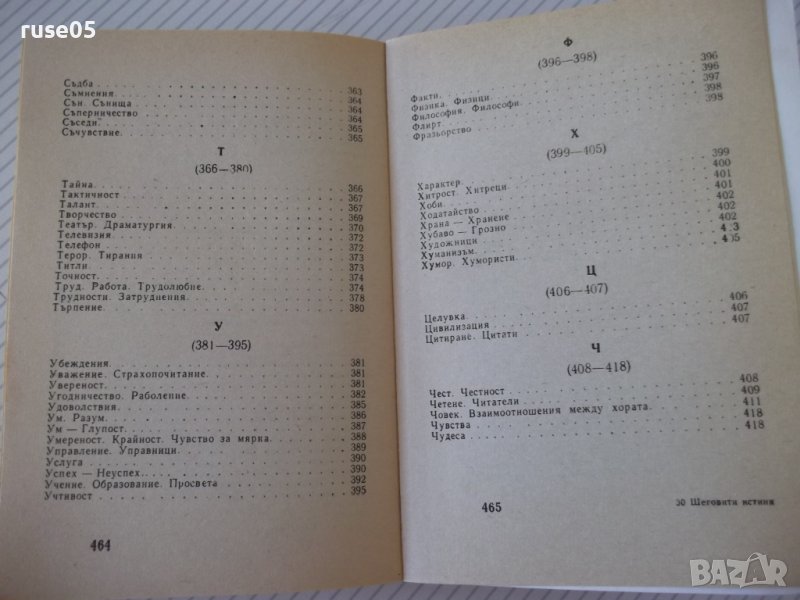 ruse05
Съдба 363
Съмнения. 364
Сън. Сънища 364
Съперничество 364
Съседи. 365
Съчувствие. 365
Т
(366—380)
Тайна. 366
Тактичност 367
Талант 367
Творчество 369
Театър. Драматургия. 370
Телевизия. 372
Телефон 372
Терор. Тирания 373
Титли. 373
Точност. 374
Труд. Работа. Трудолюбие. 374
Трудности. Затруднения. 378
Търпение. 380
У
(381—395)
Убеждения. 381
Уважение. Страхопочитание. 381
Увереност. 381
Угодничество. Раболепие. 382
Удоволствия. 385
Ум. Разум. 386
Ум — Глупост. 387
Умереност. Крайност. Чувство за мярка. 388
Управление. Управници. 389
Услуга 390
Успех — Неуспех. 390
Учение. Образование. Просвета 392
Учтивост 395
464
Ф
(396—398)
Факти. 396
Физика. Физици. 396
Философия. Философи. 397
Флирт. 398
Фразьорство 398
Х
(399—405)
Характер. 399
Хитрост. Хитреци 400
Хоби. 401
Ходатайство 401
Храна — Хранене 402
Хубаво — Грозно 402
Художници
Хуманизъм.
Хумор. Хумористи.
Ц
(406—407)
Целувка. 406
Цивилизация 407
Цитиране. Цитати 407
Ч
(408—418)
Чест. Честност 408
Четене. Читатели 409
Човек. Взаимоотношения между хората. 411
Чувства 418
Чудеса 418
465
30 Шеговити истини
BAZAR
bazar.bg